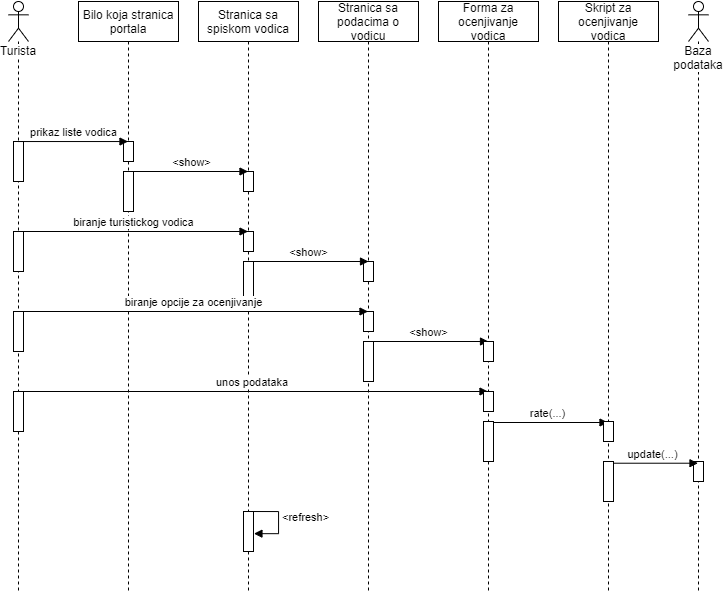 Bilo koja stranica
portala
Stranica sa
spiskom vodica
Stranica sa
podacima o
vodicu
Forma za
ocenjivanje
vodica
Skript za
ocenjivanje
vodica
Turista
Baza
podataka
prikaz liste vodica
<show>
biranje turistickog vodica
<show>
biranje opcije za ocenjivanje
<show>
unos podataka
rate(...)
update(...)
<refresh>